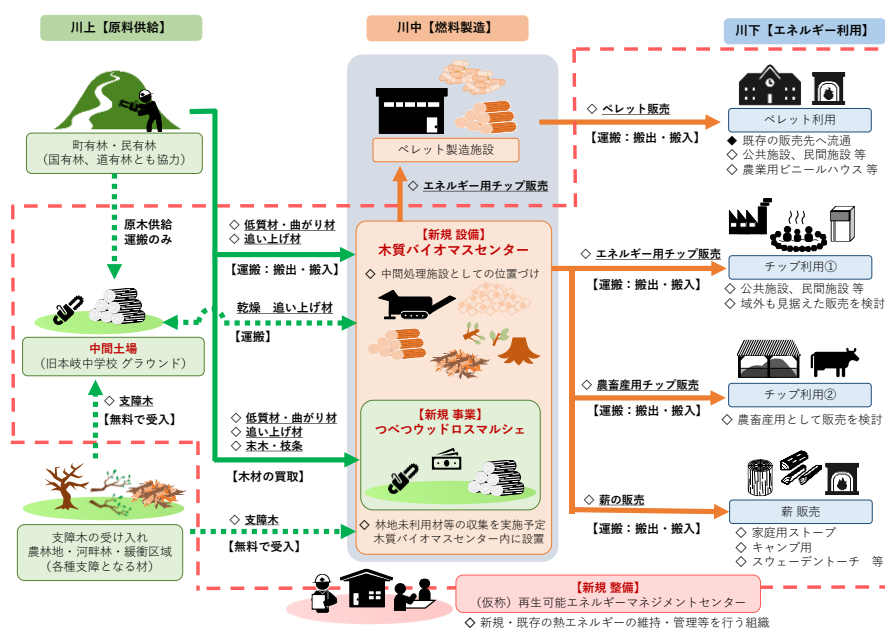 川上【原料供給】
川中【燃料製造】
川下【エネルギー利用】
町有林・民有林
（国有林、道有林とも協力）
原木供給
運搬のみ
中間土場
（旧本岐中学校 グラウンド）
◇ 支障木
【無料で受入】
支障木の受け入れ
農林地・河畔林・緩衝区域
（各種支障となる材）
◇ 低質材・曲がり材
◇ 追い上げ材
【運搬：搬出・搬入】
乾燥　追い上げ材
【運搬】
◇ 低質材・曲がり材
◇ 追い上げ材
◇ 末木・枝条
【木材の買取】
◇ 支障木
【無料で受入】
ペレット製造施設
◇ エネルギー用チップ販売
【新規 設備】
木質バイオマスセンター
◇ 中間処理施設としての位置づけ
【新規 事業】
つべつウッドロスマルシェ
◇ 林地未利用材等の収集を実施予定
木質バイオマスセンター内に設置
◇ ペレット販売
【運搬：搬出・搬入】
◇ エネルギー用チップ販売
【運搬：搬出・搬入】
◇ 農畜産用チップ販売
【運搬：搬出・搬入】
◇ 薪の販売
【運搬：搬出・搬入】
ペレット利用
◆ 既存の販売先へ流通
◇ 公共施設、民間施設 等
◇ 農業用ビニールハウス 等
チップ利用①
◇ 公共施設、民間施設 等
◇ 域外も見据えた販売を検討
チップ利用②
◇ 農畜産用として販売を検討
薪 販売
◇ 家庭用ストーブ
◇ キャンプ用
◇ スウェーデントーチ　等
【新規 整備】
（仮称）再生可能エネルギーマネジメントセンター
◇ 新規・既存の熱エネルギーの維持・管理等を行う組織